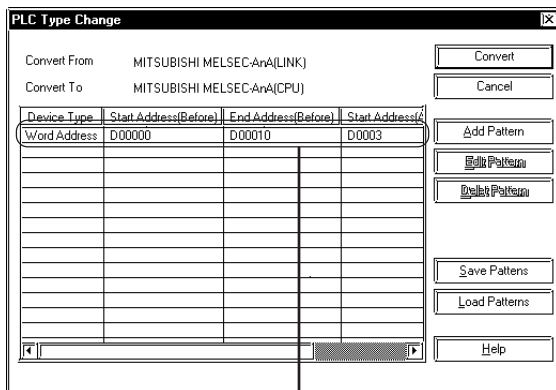 PLC Type Change
Convert From MITSUBISHI MELSEC-AnA(LINK)
Convert To MITSUBISHI MELSEC-AnA(CPU)
Device Type Start Address(Before) End Address(Before) Start Address(A
Word Address D00000 D00010 D0003
Convert
Cancel
Add Pattern
Edit Pattern
Delet Pattern
Save Pattens
Load Patterns
Help